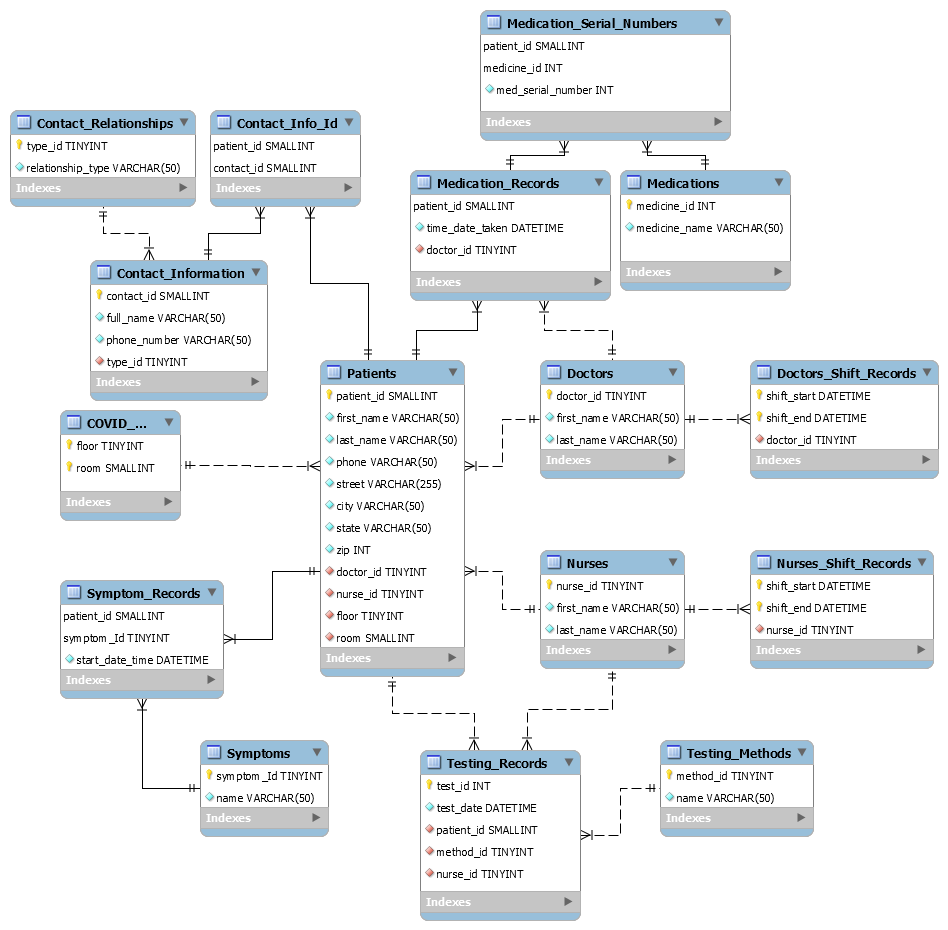 Medication_Serial_Numbers
patient_id SMALLINT
medicine_id INT
med_serial_number INT
Indexes
Contact_Relationships
type_id TINYINT
relationship_type VARCHAR(50)
Indexes
Contact_Info_Id
patient_id SMALLINT
contact_id SMALLINT
Indexes
Medication_Records
patient_id SMALLINT
time_date_taken DATETIME
doctor_id TINYINT
Indexes
Medications
medicine_id INT
medicine_name VARCHAR(50)
Indexes
Contact_Information
contact_id SMALLINT
full_name VARCHAR(50)
phone_number VARCHAR(50)
type_id TINYINT
Indexes
Patients
patient_id SMALLINT
first_name VARCHAR(50)
last_name VARCHAR(50)
phone VARCHAR(50)
street VARCHAR(255)
city VARCHAR(50)
state VARCHAR(50)
zip INT
doctor_id TINYINT
nurse_id TINYINT
floor TINYINT
room SMALLINT
Indexes
Doctors
doctor_id TINYINT
first_name VARCHAR(50)
last_name VARCHAR(50)
Indexes
Doctors_Shift_Records
shift_start DATETIME
shift_end DATETIME
doctor_id TINYINT
Indexes
COVID_...
floor TINYINT
room SMALLINT
Indexes
Nurses
nurse_id TINYINT
first_name VARCHAR(50)
last_name VARCHAR(50)
Indexes
Nurses_Shift_Records
shift_start DATETIME
shift_end DATETIME
nurse_id TINYINT
Indexes
Symptom_Records
patient_id SMALLINT
symptom_Id TINYINT
start_date_time DATETIME
Indexes
Symptoms
symptom_Id TINYINT
name VARCHAR(50)
Indexes
Testing_Records
test_id INT
test_date DATETIME
patient_id SMALLINT
method_id TINYINT
nurse_id TINYINT
Indexes
Testing_Methods
method_id TINYINT
name VARCHAR(50)
Indexes